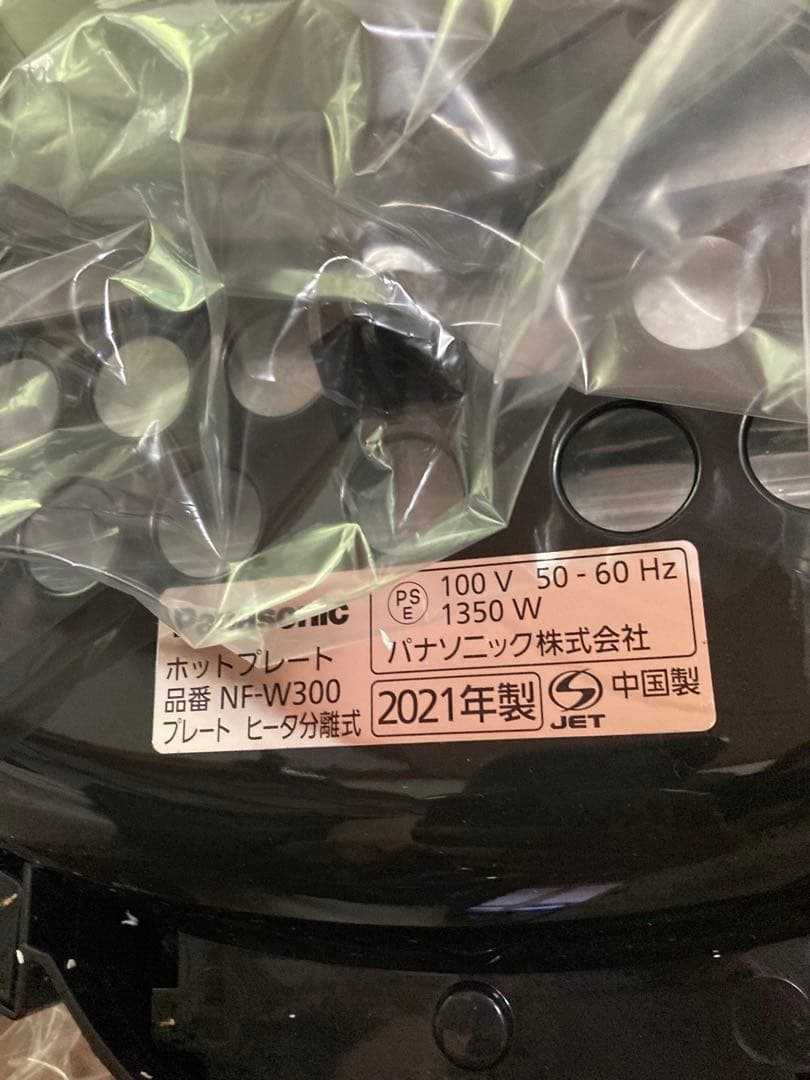 Panasonic
ホットプレート
品番 NF-W300
プレート ヒータ分離式
PS
E
100 V 50 - 60 Hz
1350 W
パナソニック株式会社
2021年製
JET
中国製